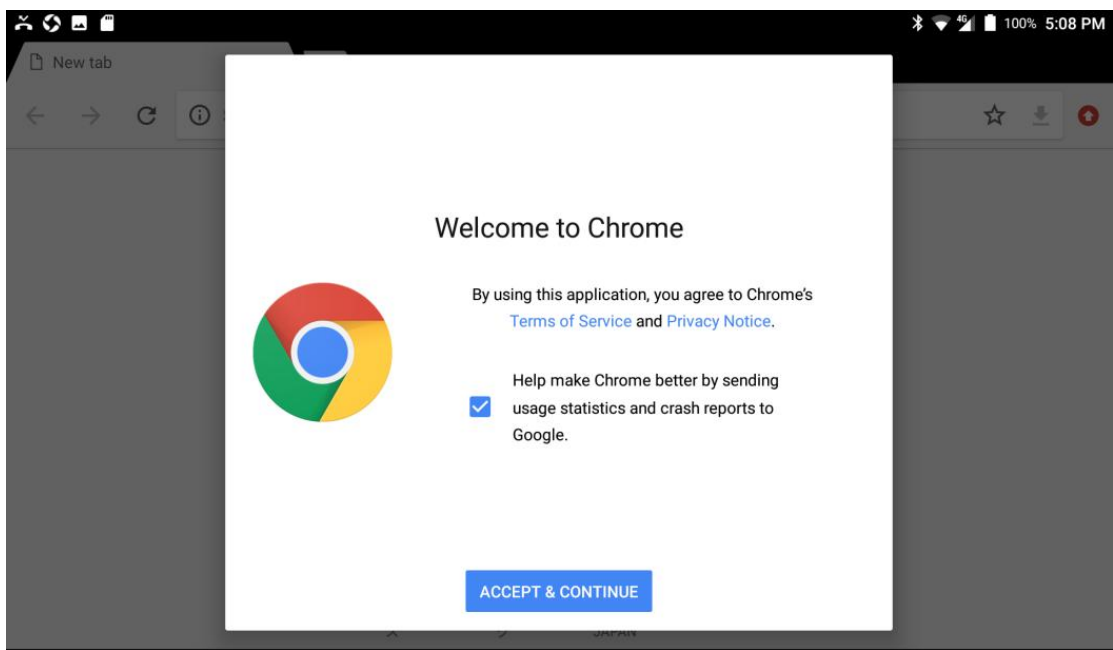 4G 100% 5:08 PM
New tab
Welcome to Chrome
By using this application, you agree to Chrome's
Terms of Service and Privacy Notice.
Help make Chrome better by sending
usage statistics and crash reports to
Google.
ACCEPT & CONTINUE
JAPAN